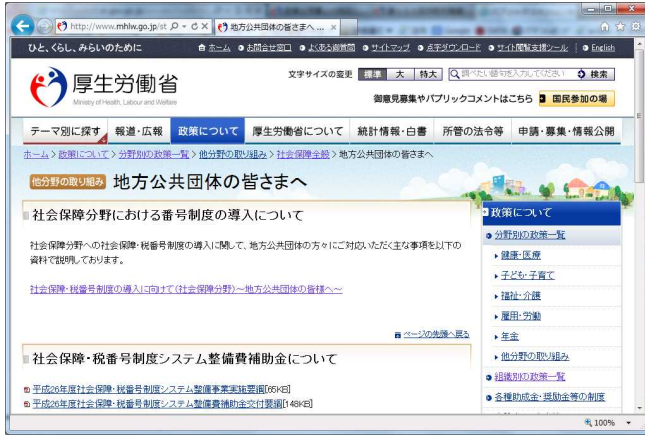 http://www.mhlw.go.jp/st
地方公共団体の皆さまへ ...
ひと、くらし、みらいのために
ホーム
お問合せ窓口
よくある御質問
サイトマップ
点字ダウンロード
サイト閲覧支援ツール
English
厚生労働省
Ministry of Health, Labour and Welfare
文字サイズの変更 標準 大 特大
調べたい語句を入力してください 検索
御意見募集やパブリックコメントはこちら 国民参加の場
テーマ別に探す 報道・広報 政策について 厚生労働省について 統計情報・白書 所管の法令等 申請・募集・情報公開
ホーム > 政策について > 分野別の政策一覧 > 他分野の取り組み > 社会保障全般 > 地方公共団体の皆さまへ
他分野の取り組み 地方公共団体の皆さまへ
社会保障分野における番号制度の導入について
社会保障分野への社会保障・税番号制度の導入に関して、地方公共団体の方々にご対応いただく主な事項を以下の
資料で説明しております。
社会保障・税番号制度の導入に向けて(社会保障分野)~地方公共団体の皆様へ~
ページの先頭へ戻る
社会保障・税番号制度システム整備費補助金について
平成26年度社会保障・税番号制度システム整備事業実施要綱[65KB]
平成26年度社会保障・税番号制度システム整備費補助金交付要綱[148KB]
政策について
分野別の政策一覧
健康・医療
子ども・子育て
福祉・介護
雇用・労働
年金
他分野の取り組み
組織別の政策一覧
各種助成金・奨励金等の制度
100%